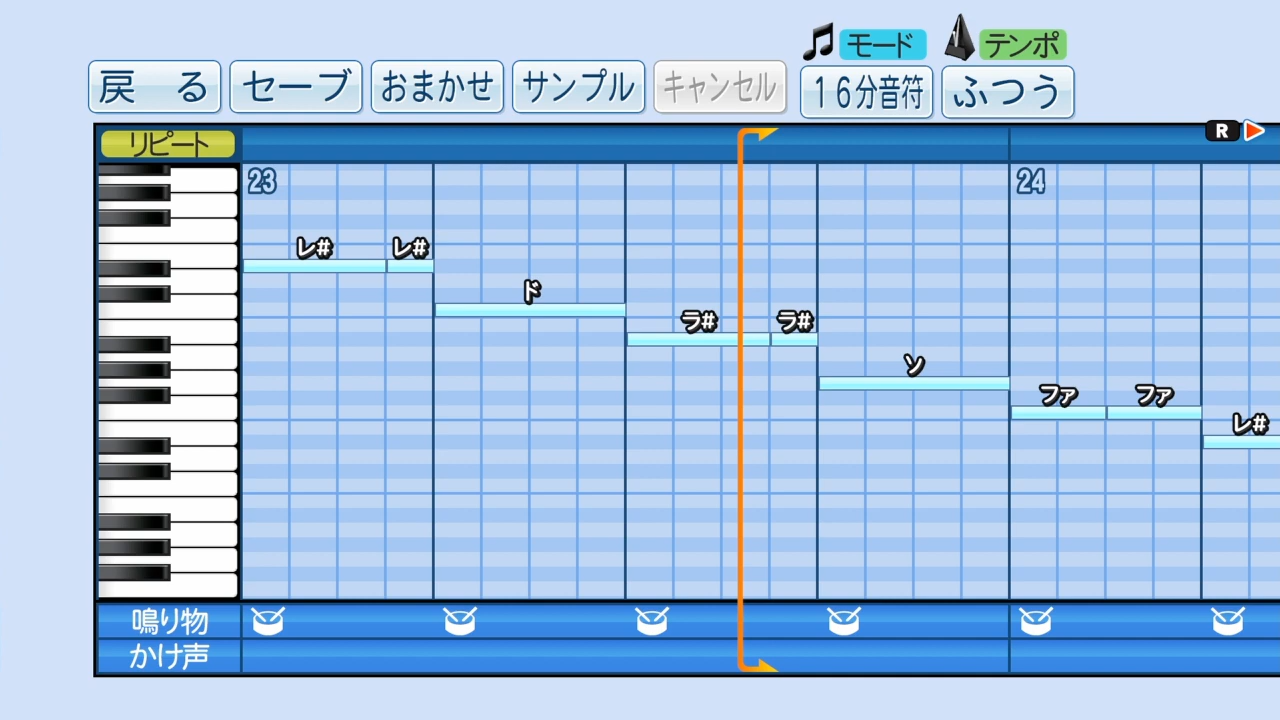 モード テンポ
戻 る セーブ おまかせ サンプル キャンセル 16分音符 ふつう
リピート R
23 24
レ# レ#
ド
ラ# ラ#
ソ
ファ ファ
レ#
鳴り物
かけ声